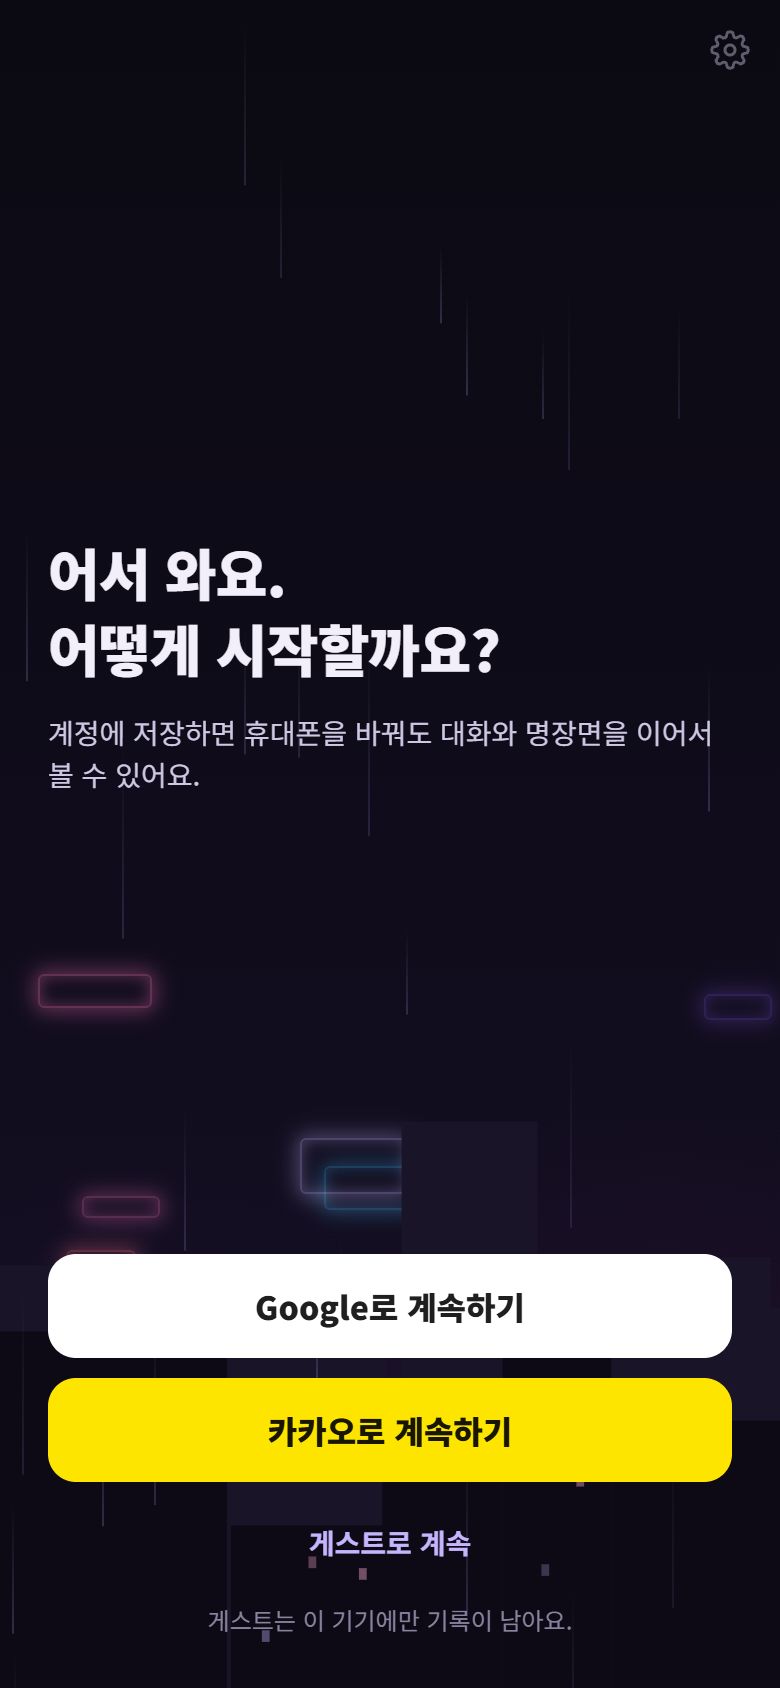 어서 와요.
어떻게 시작할까요?
계정에 저장하면 휴대폰을 바꿔도 대화와 명장면을 이어서
볼 수 있어요.
Google로 계속하기
카카오로 계속하기
게스트로 계속
게스트는 이 기기에만 기록이 남아요.